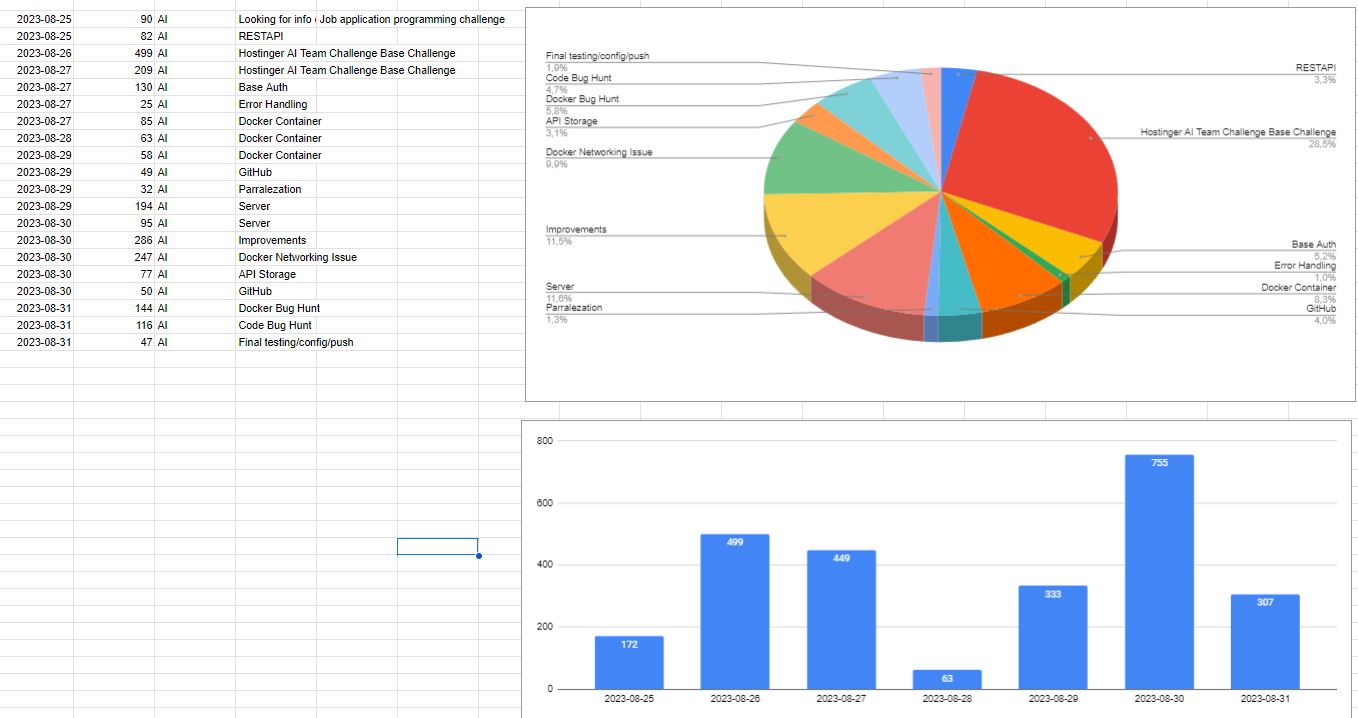 2023-08-25 90 AI Looking for info Job application programming challenge
2023-08-25 82 AI RESTAPI
2023-08-26 499 AI Hostinger AI Team Challenge Base Challenge
2023-08-27 209 AI Hostinger AI Team Challenge Base Challenge
2023-08-27 130 AI Base Auth
2023-08-27 25 AI Error Handling
2023-08-27 85 AI Docker Container
2023-08-28 63 AI Docker Container
2023-08-29 58 AI Docker Container
2023-08-29 49 AI GitHub
2023-08-29 32 AI Parralezation
2023-08-29 194 AI Server
2023-08-30 95 AI Server
2023-08-30 286 AI Improvements
2023-08-30 247 AI Docker Networking Issue
2023-08-30 77 AI API Storage
2023-08-30 50 AI GitHub
2023-08-31 144 AI Docker Bug Hunt
2023-08-31 116 AI Code Bug Hunt
2023-08-31 47 AI Final testing/config/push
Final testing/config/push
1,9%
Code Bug Hunt
4,7%
Docker Bug Hunt
5,8%
API Storage
3,1%
Docker Networking Issue
9,9%
Improvements
11,5%
Server
11,6%
Parralezation
1,3%
RESTAPI
3,3%
Hostinger AI Team Challenge Base Challenge
28,5%
Base Auth
5,2%
Error Handling
1,0%
Docker Container
8,3%
GitHub
4,0%
800
600
400
200
0
172
499
449
63
333
755
307
2023-08-25 2023-08-26 2023-08-27 2023-08-28 2023-08-29 2023-08-30 2023-08-31